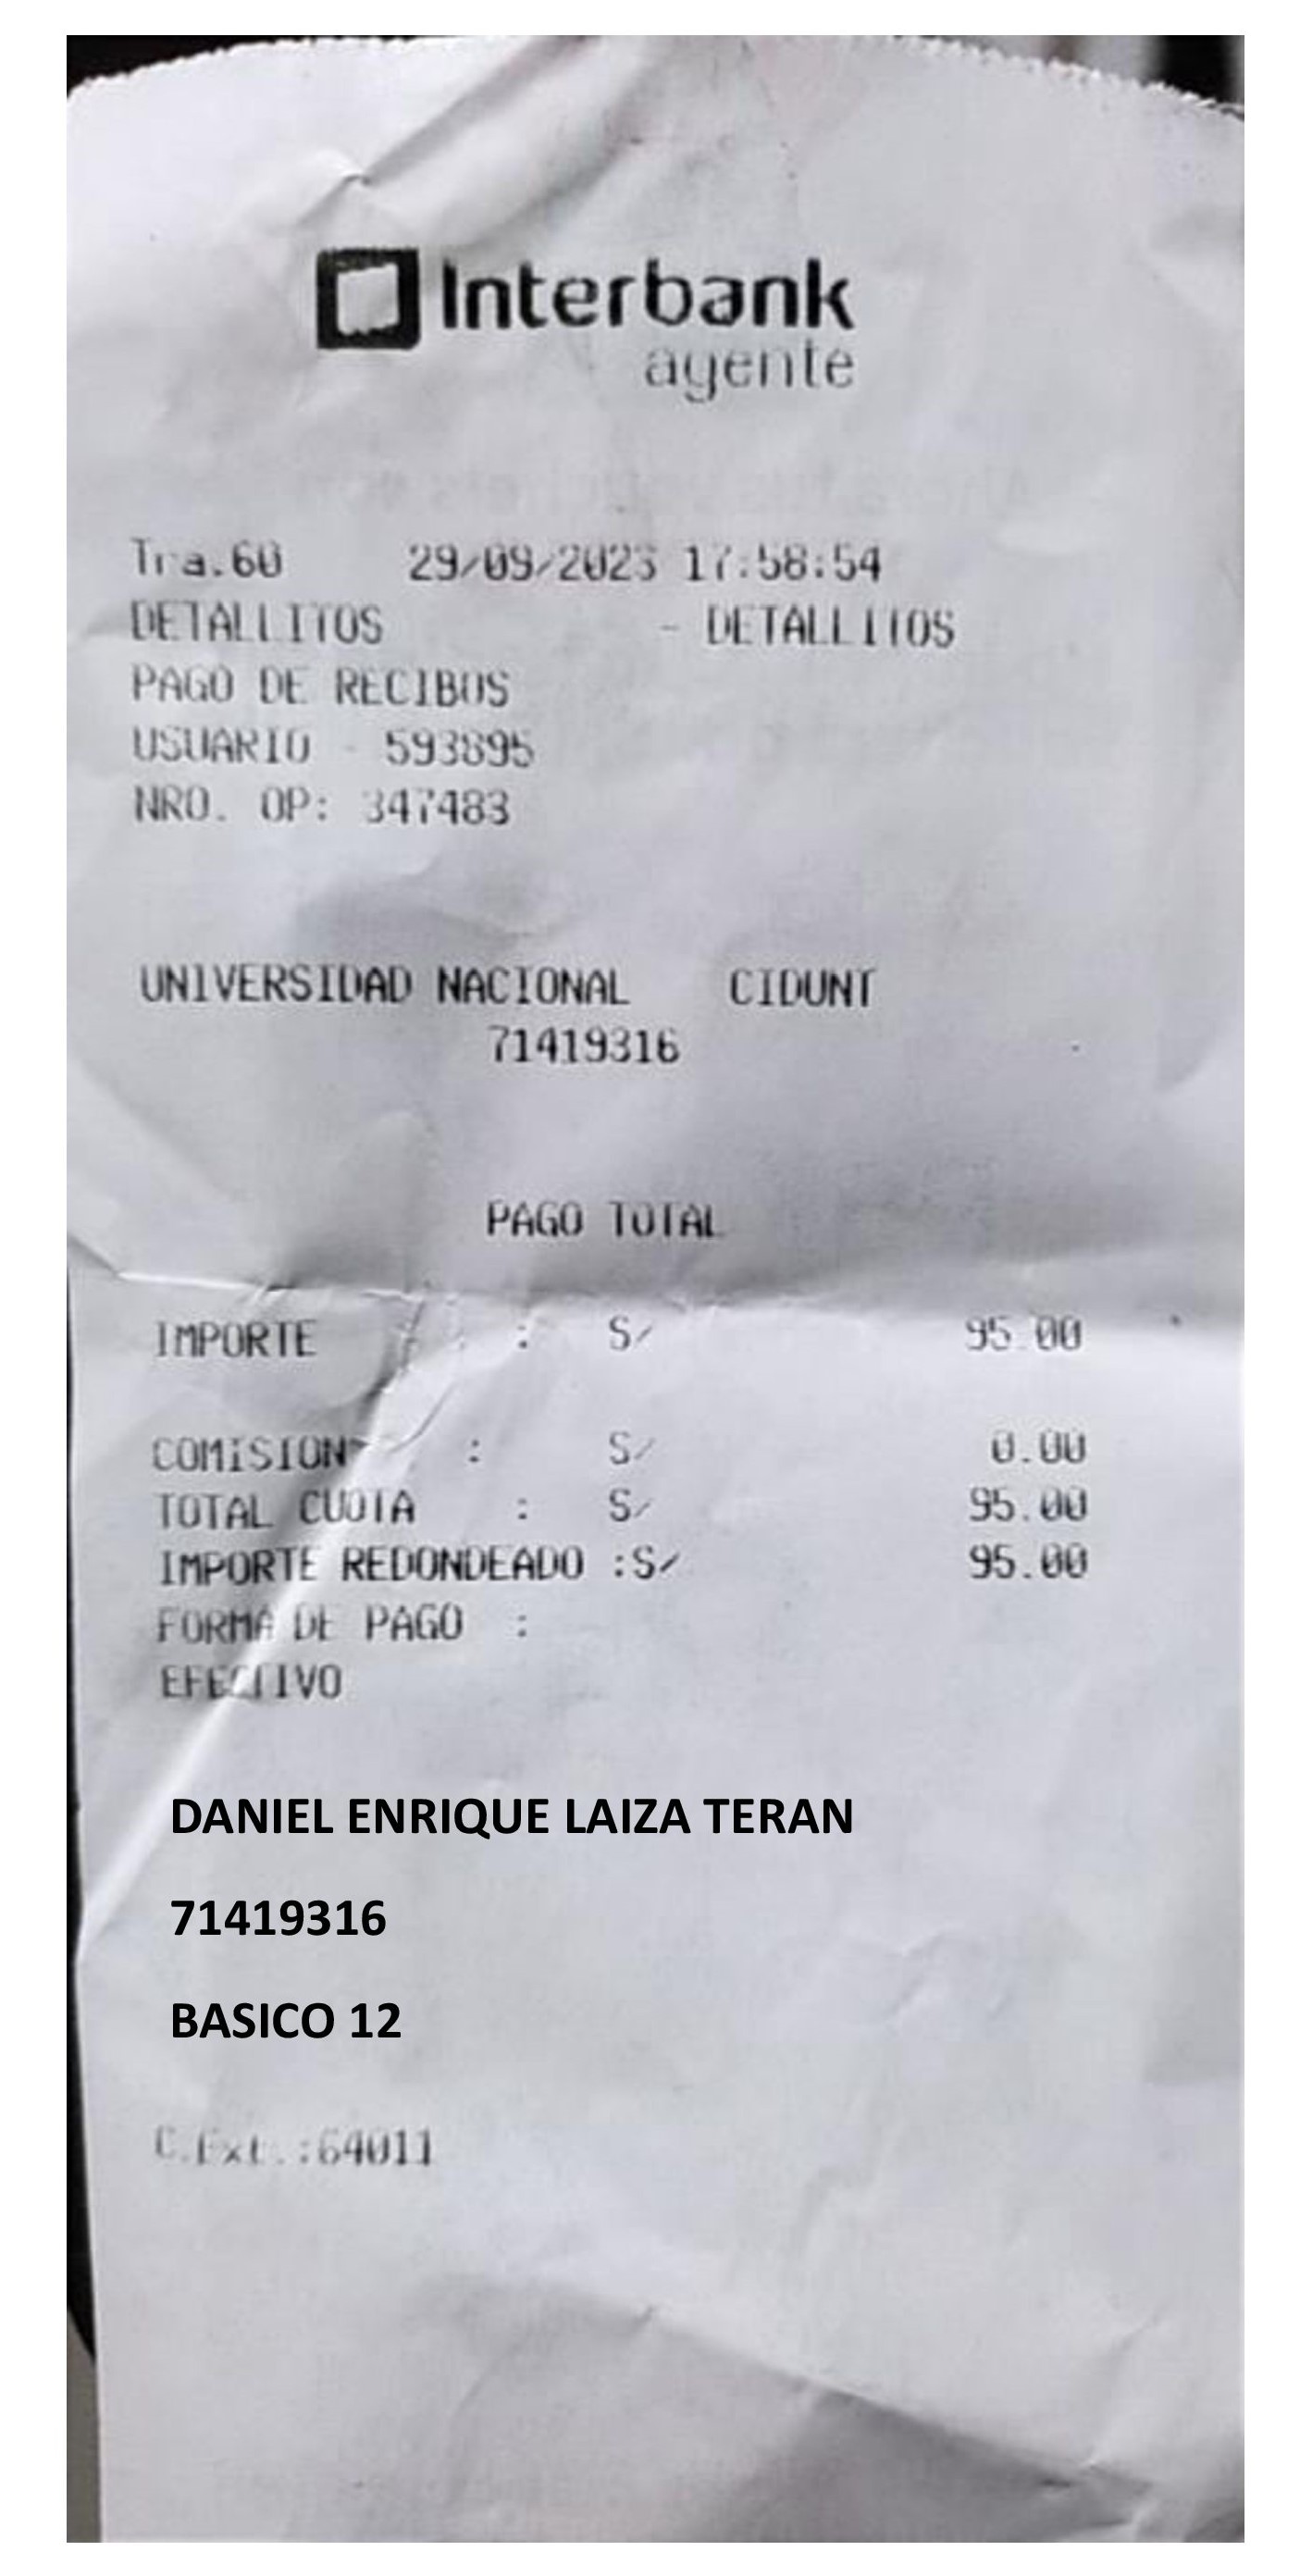 Interbank
agente
Tra.60 29/09/2023 17:58:54
DETALLITOS - DETALLITOS
PAGO DE RECIBOS
USUARIO - 593895
NRO. OP: 347483
UNIVERSIDAD NACIONAL CIDUNT
71419316
PAGO TOTAL
IMPORTE : S/ 95.00
COMISION : S/ 0.00
TOTAL CUOTA : S/ 95.00
IMPORTE REDONDEADO :S/ 95.00
FORMA DE PAGO :
EFECTIVO
DANIEL ENRIQUE LAIZA TERAN
71419316
BASICO 12
C.Ext.:64011